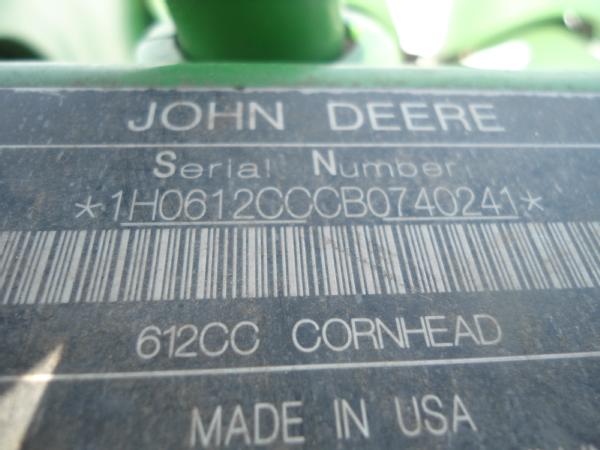 JOHN DEERE
Serial Number
*1H0612CCCB0740241*
612CC CORNHEAD
MADE IN USA